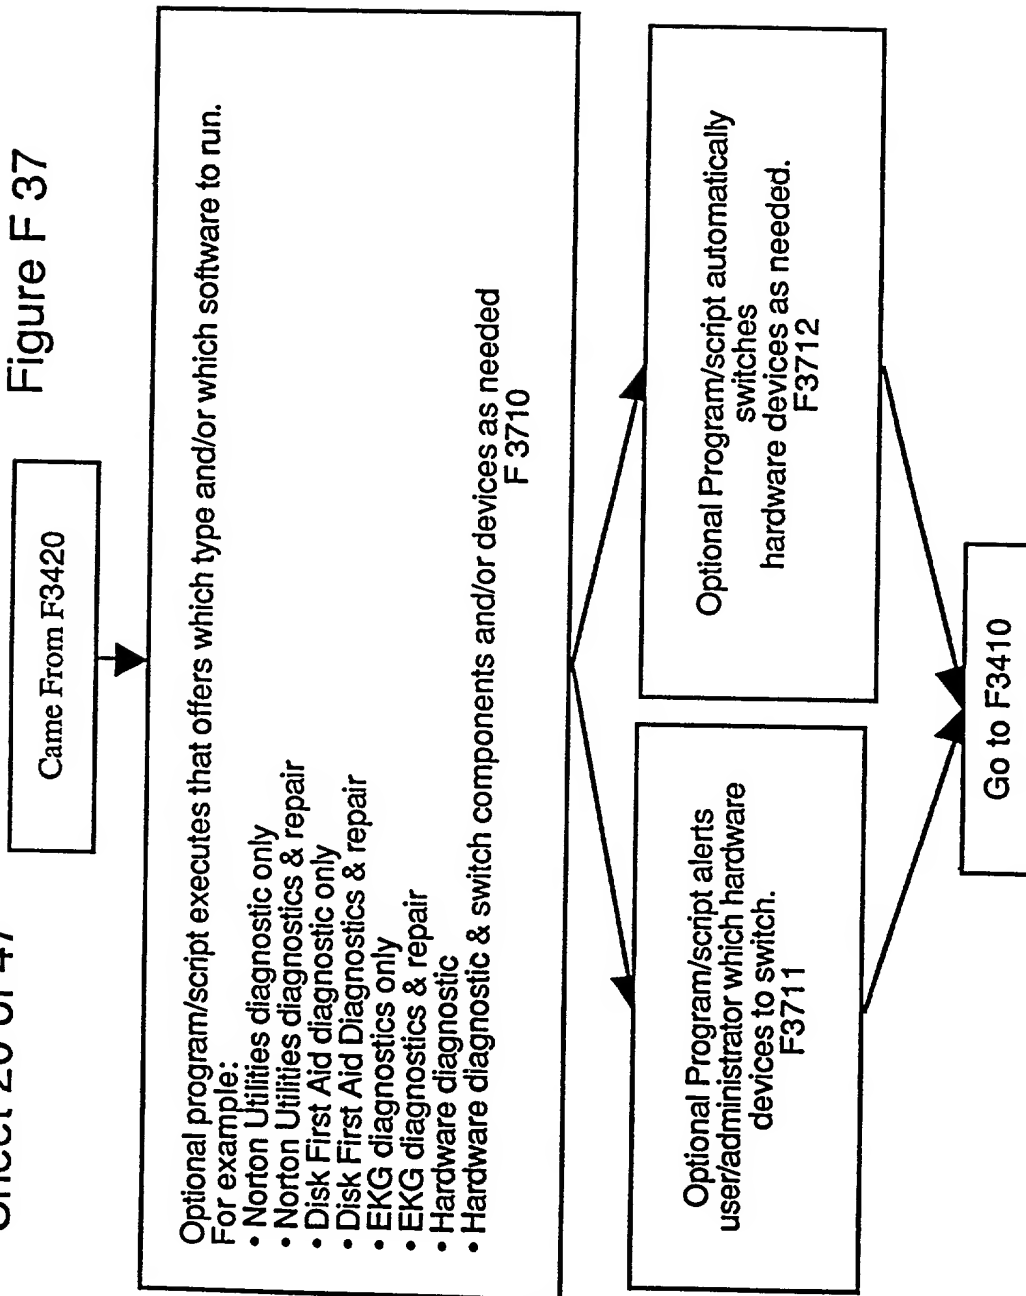 Sheet 20 of 47
Figure F 37
Came From F3420
Optional program/script executes that offers which type and/or which software to run.
For example:
• Norton Utilities diagnostic only
• Norton Utilities diagnostics & repair
• Disk First Aid diagnostic only
• Disk First Aid Diagnostics & repair
• EKG diagnostics only
• EKG diagnostics & repair
• Hardware diagnostic
• Hardware diagnostic & switch components and/or devices as needed
F 3710
Optional Program/script alerts
user/administrator which hardware
devices to switch.
F3711
Optional Program/script automatically
switches
hardware devices as needed.
F3712
Go to F3410